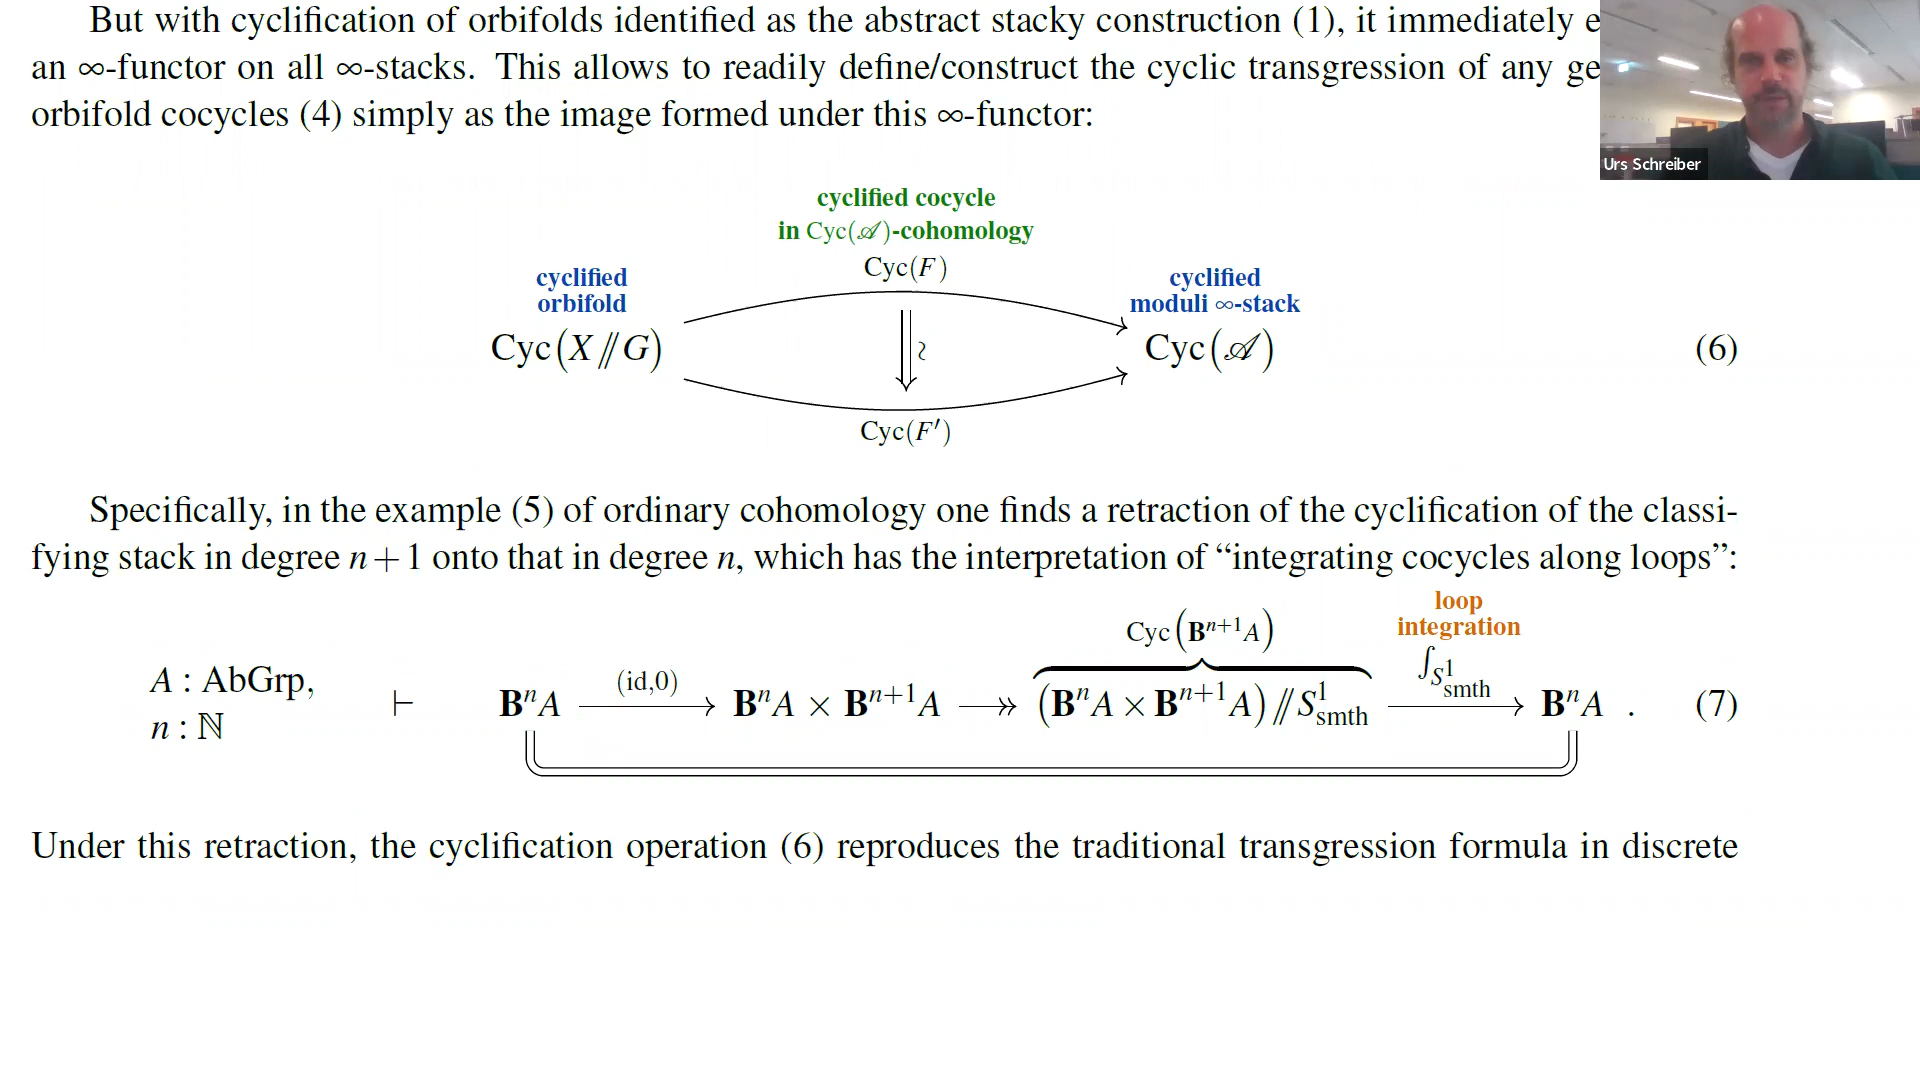 But with cyclification of orbifolds identified as the abstract stacky construction (1), it immediately e
an ∞-functor on all ∞-stacks. This allows to readily define/construct the cyclic transgression of any ge
orbifold cocycles (4) simply as the image formed under this ∞-functor:
Urs Schreiber
cyclified cocycle
in Cyc(𝒜)-cohomology
Cyc(F)
cyclified
orbifold
cyclified
moduli ∞-stack
Cyc(X⫽G)
≀
Cyc(𝒜)
(6)
Cyc(F′)
Specifically, in the example (5) of ordinary cohomology one finds a retraction of the cyclification of the classi-
fying stack in degree n+1 onto that in degree n, which has the interpretation of “integrating cocycles along loops”:
loop
integration
Cyc(𝐁ⁿ⁺¹A)
∫_{S¹_smth}
A : AbGrp,
n : ℕ
⊢ 𝐁ⁿA —(id,0)→ 𝐁ⁿA × 𝐁ⁿ⁺¹A ↠ (𝐁ⁿA × 𝐁ⁿ⁺¹A)⫽S¹_smth → 𝐁ⁿA . (7)
Under this retraction, the cyclification operation (6) reproduces the traditional transgression formula in discrete